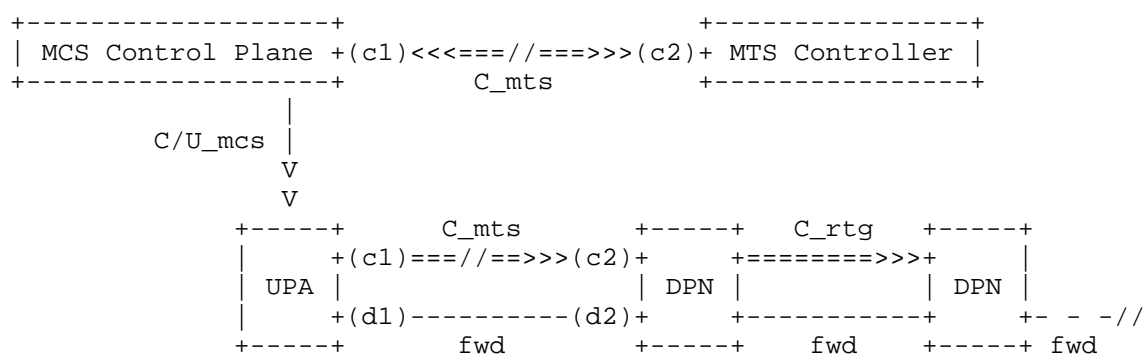 +-------------------+                       +----------------+
| MCS Control Plane +(c1)<<<===//===>>>(c2)+ MTS Controller |
+-------------------+        C_mts          +----------------+
                 |
         C/U_mcs |
                 V
                 V
              +-----+      C_mts        +-----+   C_rtg   +-----+
              |     +(c1)===//==>>>(c2)+     +========>>>+     |
              | UPA |                   | DPN |           | DPN |
              |     +(d1)----------(d2)+     +-----------+     +- - -//
              +-----+       fwd         +-----+    fwd    +-----+ fwd